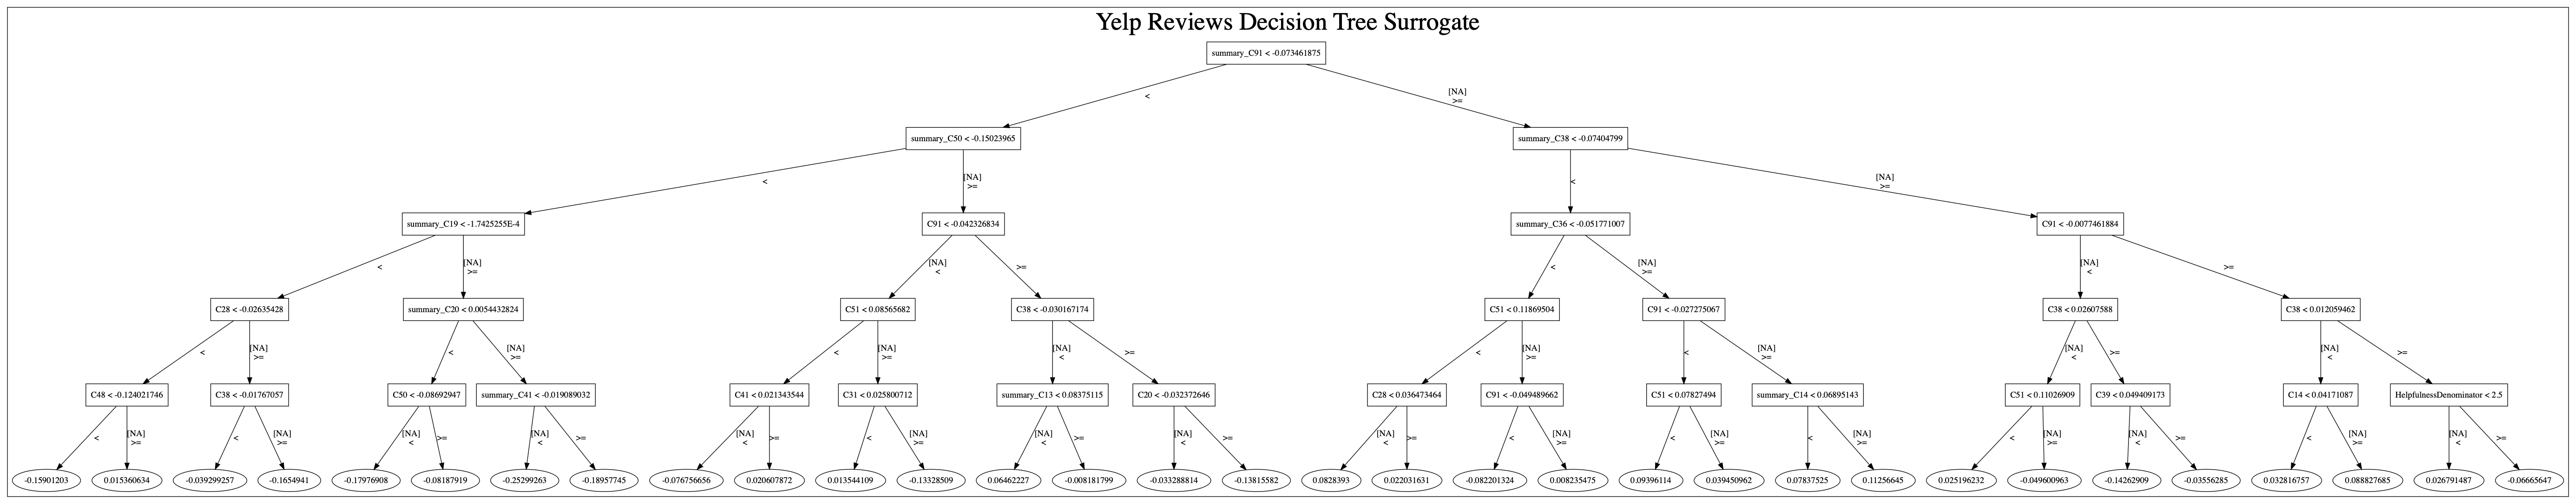 Yelp Reviews Decision Tree Surrogate
summary_C91 < -0.073461875
<
[NA]
>=
summary_C50 < -0.15023965
summary_C38 < -0.07404799
<
[NA]
>=
<
[NA]
>=
summary_C19 < -1.7425255E-4
C91 < -0.042326834
summary_C36 < -0.051771007
C91 < -0.0077461884
<
[NA]
>=
[NA]
<
>=
<
[NA]
>=
[NA]
<
>=
C28 < -0.02635428
summary_C20 < 0.0054432824
C51 < 0.08565682
C38 < -0.030167174
C51 < 0.11869504
C91 < -0.027275067
C38 < 0.02607588
C38 < 0.012059462
<
[NA]
>=
<
[NA]
>=
<
[NA]
>=
[NA]
<
>=
<
[NA]
>=
<
[NA]
>=
[NA]
<
>=
[NA]
<
>=
C48 < -0.124021746
C38 < -0.01767057
C50 < -0.08692947
summary_C41 < -0.019089032
C41 < 0.021343544
C31 < 0.025800712
summary_C13 < 0.08375115
C20 < -0.032372646
C28 < 0.036473464
C91 < -0.049489662
C51 < 0.07827494
summary_C14 < 0.06895143
C51 < 0.11026909
C39 < 0.049409173
C14 < 0.04171087
HelpfulnessDenominator < 2.5
<
[NA]
>=
<
[NA]
>=
[NA]
<
>=
[NA]
<
>=
[NA]
<
>=
<
[NA]
>=
[NA]
<
>=
[NA]
<
>=
[NA]
<
>=
<
[NA]
>=
<
[NA]
>=
<
[NA]
>=
<
[NA]
>=
[NA]
<
>=
<
[NA]
>=
[NA]
<
>=
-0.15901203
0.015360634
-0.039299257
-0.1654941
-0.17976908
-0.08187919
-0.25299263
-0.18957745
-0.076756656
0.020607872
0.013544109
-0.13328509
0.06462227
-0.008181799
-0.033288814
-0.13815582
0.0828393
0.022031631
-0.082201324
0.008235475
0.09396114
0.039450962
0.07837525
0.11256645
0.025196232
-0.049600963
-0.14262909
-0.03556285
0.032816757
0.088827685
0.026791487
-0.06665647